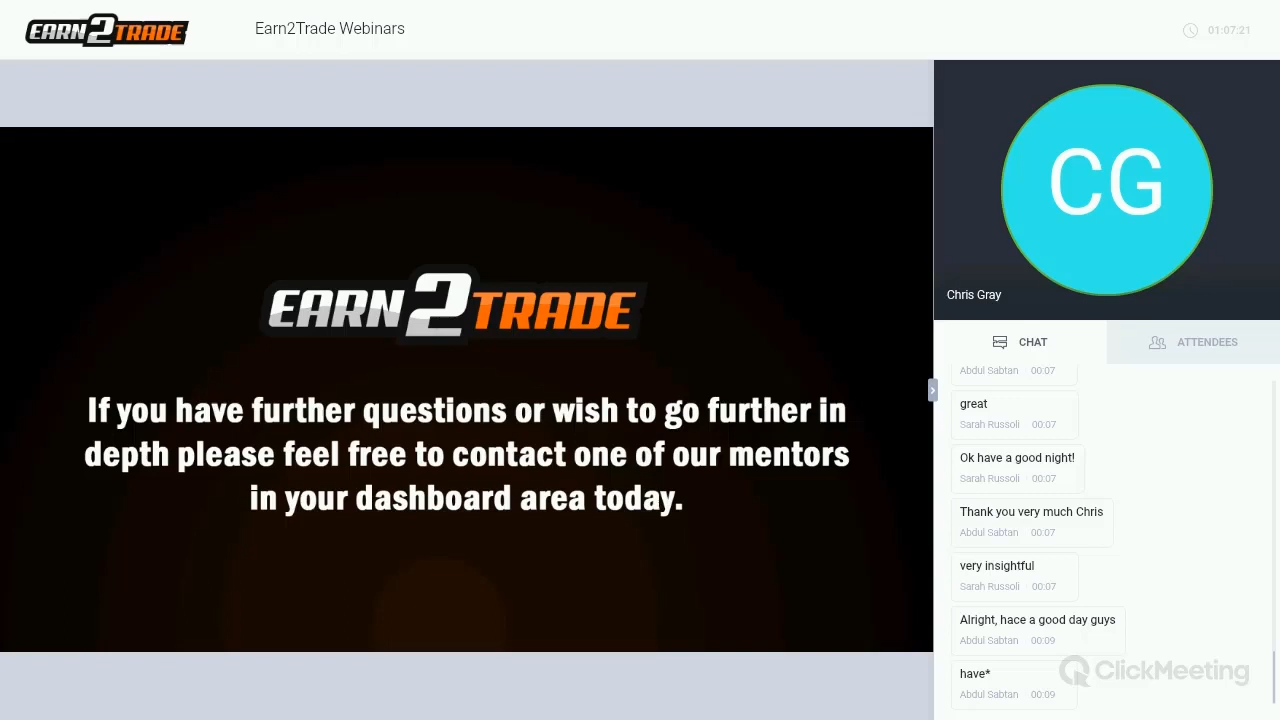 EARN2TRADE
Earn2Trade Webinars
01:07:21
EARN2TRADE
If you have further questions or wish to go further in
depth please feel free to contact one of our mentors
in your dashboard area today.
CG
Chris Gray
CHAT
ATTENDEES
Abdul Sabtan 00:07
great
Sarah Russoli 00:07
Ok have a good night!
Sarah Russoli 00:07
Thank you very much Chris
Abdul Sabtan 00:07
very insightful
Sarah Russoli 00:07
Alright, hace a good day guys
Abdul Sabtan 00:09
have*
Abdul Sabtan 00:09
ClickMeeting